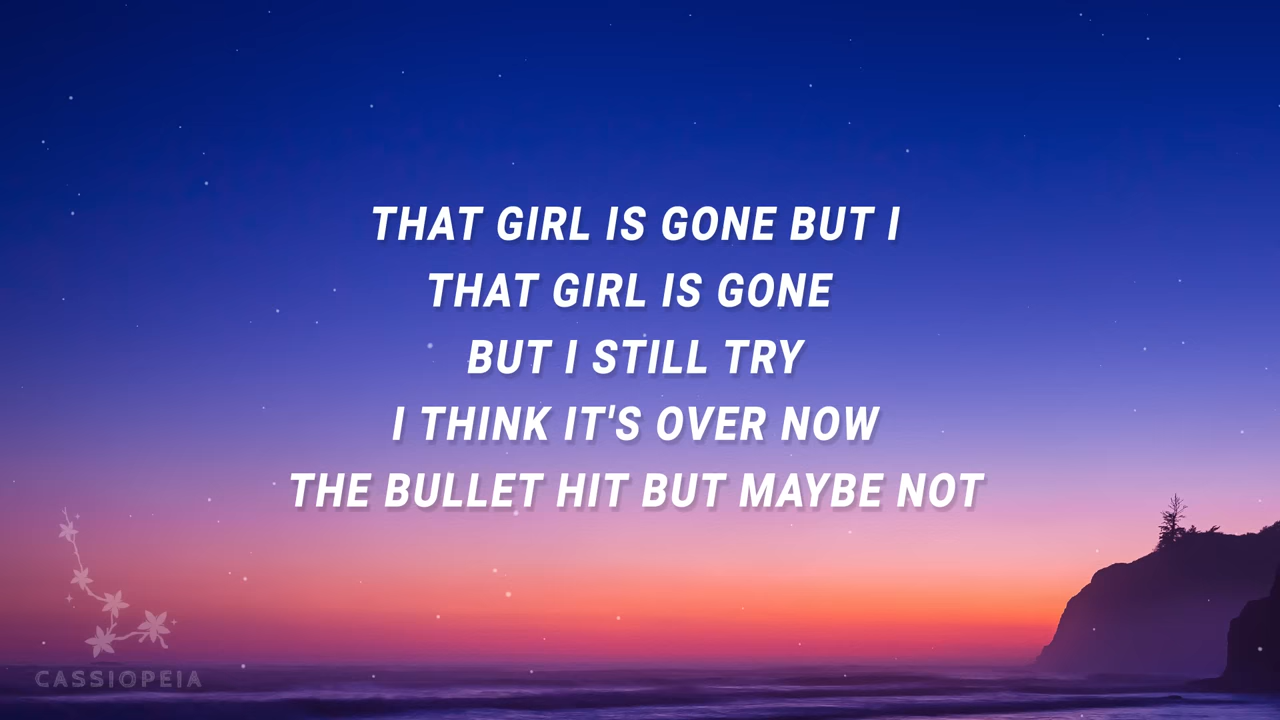 THAT GIRL IS GONE BUT I
THAT GIRL IS GONE
BUT I STILL TRY
I THINK IT'S OVER NOW
THE BULLET HIT BUT MAYBE NOT
CASSIOPEIA